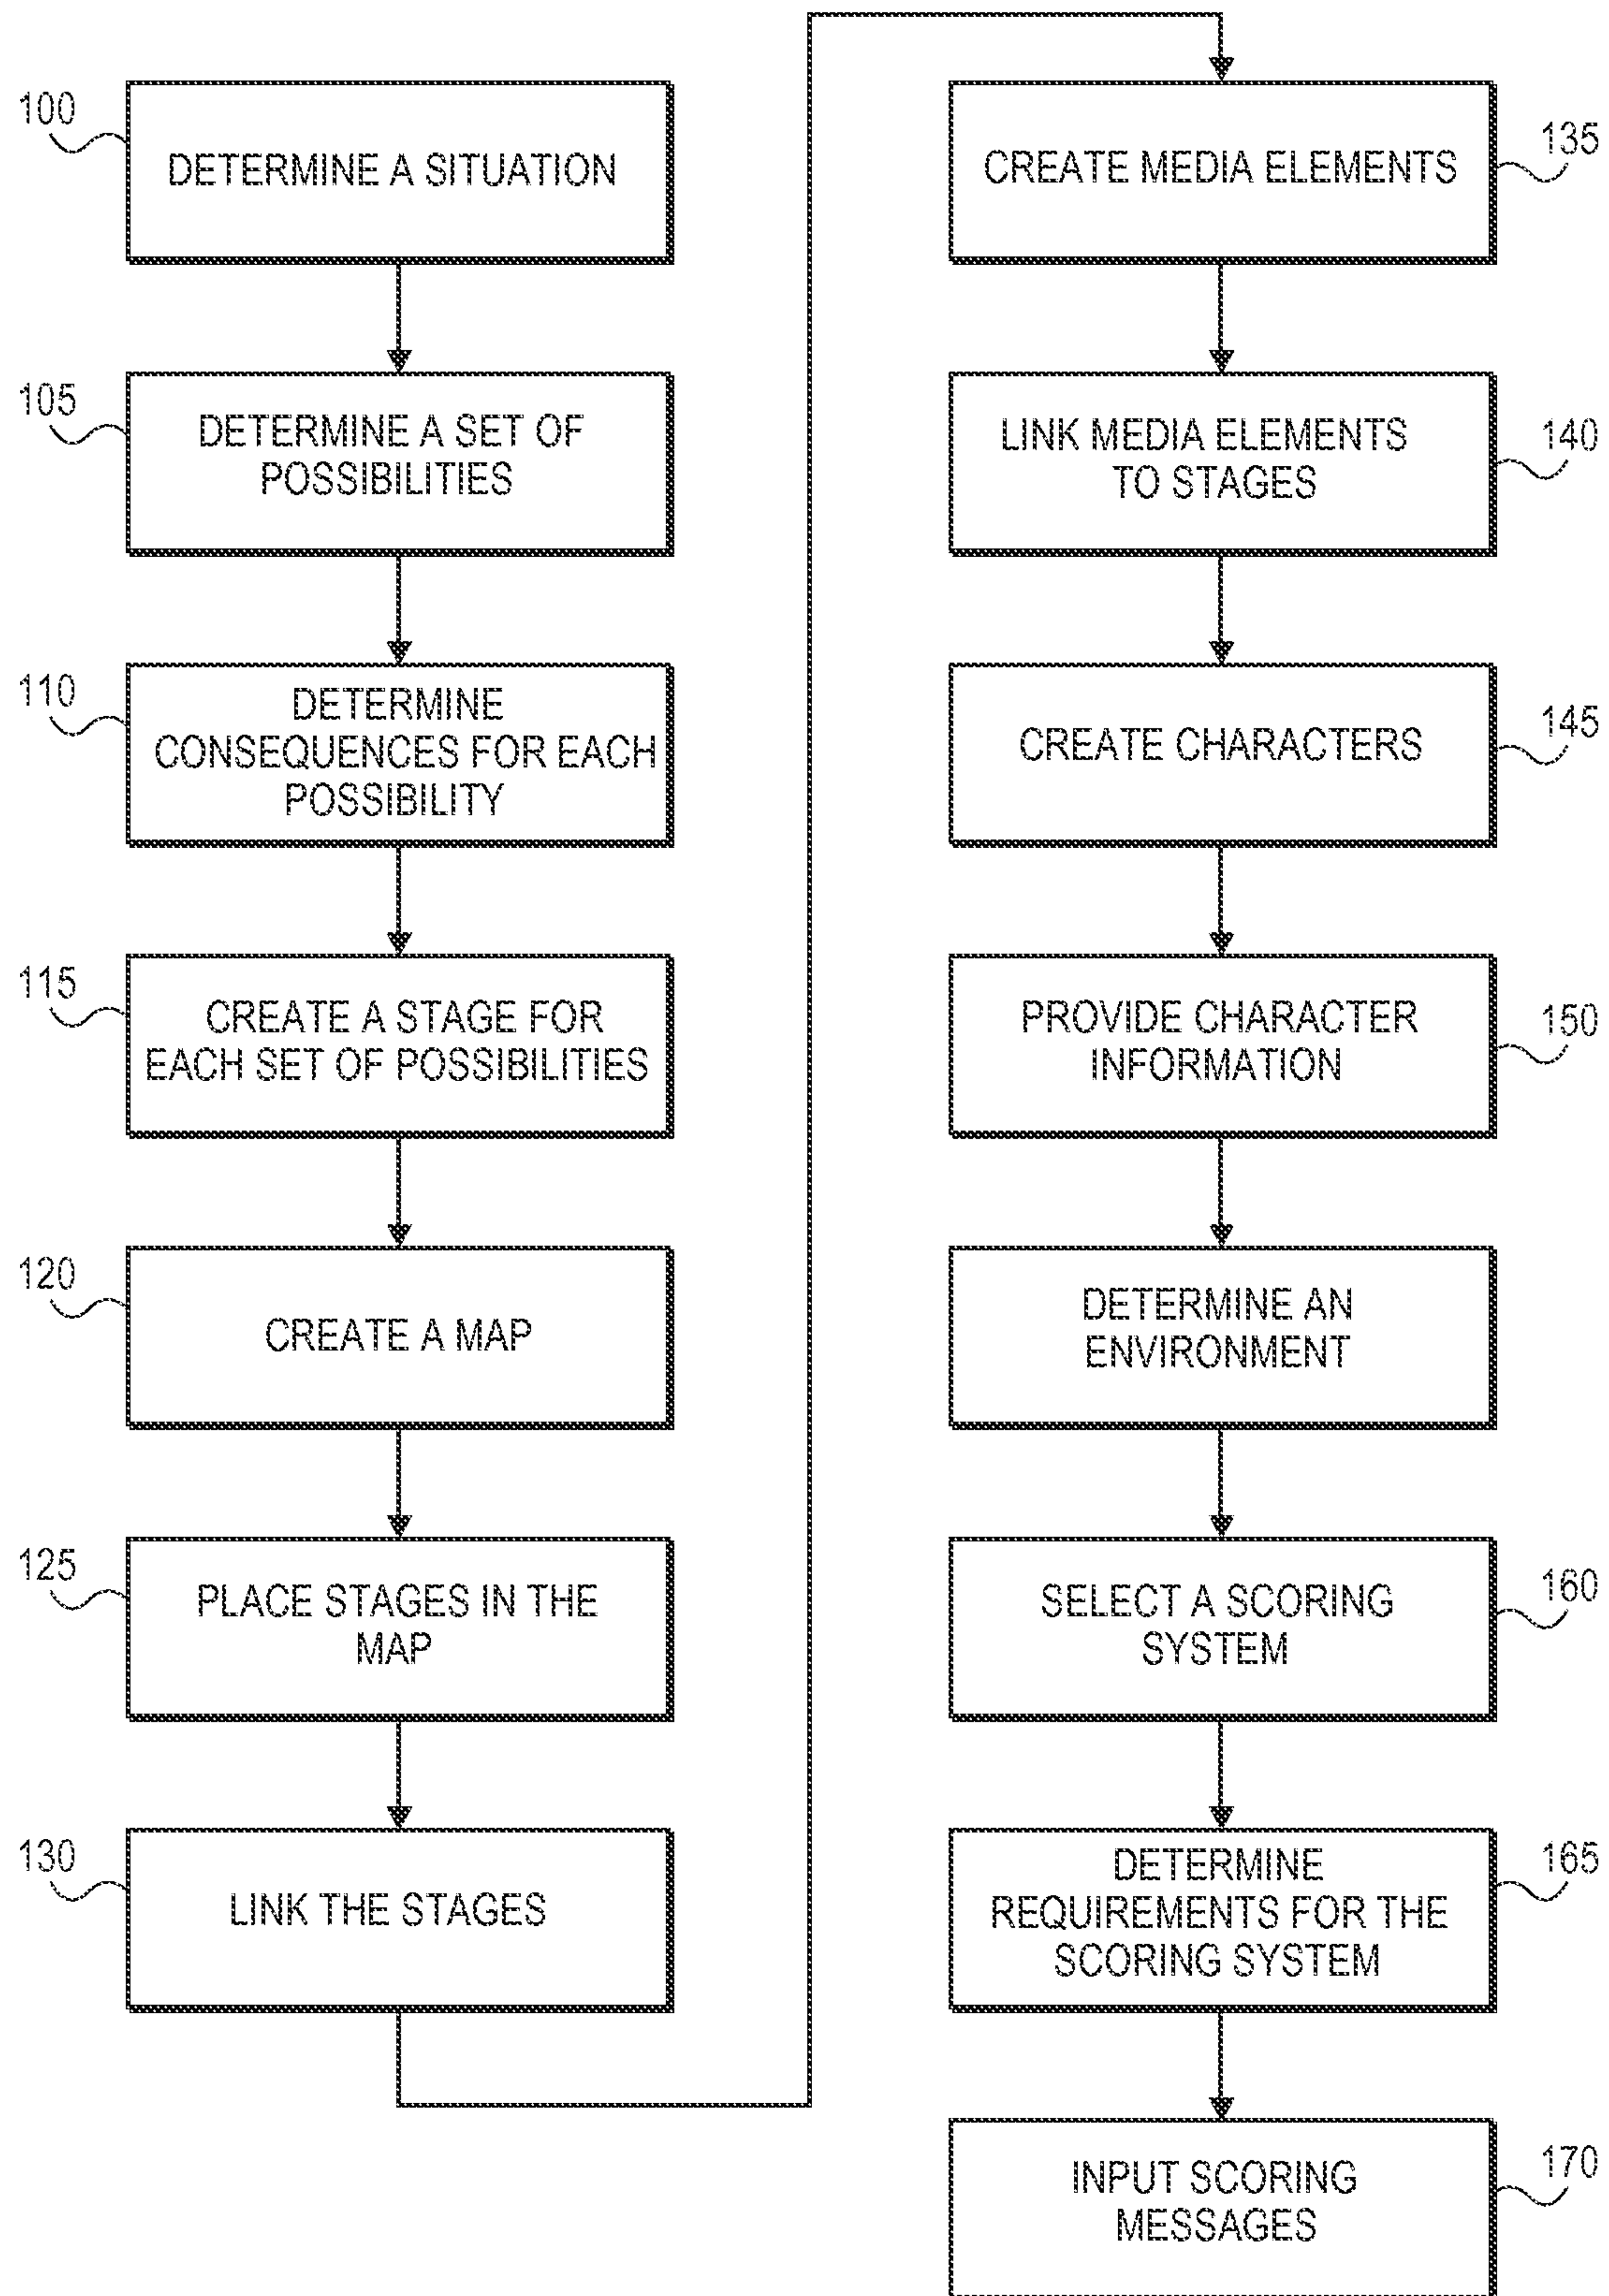 100
DETERMINE A SITUATION
105
DETERMINE A SET OF
POSSIBILITIES
110
DETERMINE
CONSEQUENCES FOR EACH
POSSIBILITY
115
CREATE A STAGE FOR
EACH SET OF POSSIBILITIES
120
CREATE A MAP
125
PLACE STAGES IN THE
MAP
130
LINK THE STAGES
CREATE MEDIA ELEMENTS
135
LINK MEDIA ELEMENTS
TO STAGES
140
CREATE CHARACTERS
145
PROVIDE CHARACTER
INFORMATION
150
DETERMINE AN
ENVIRONMENT
SELECT A SCORING
SYSTEM
160
DETERMINE
REQUIREMENTS FOR THE
SCORING SYSTEM
165
INPUT SCORING
MESSAGES
170